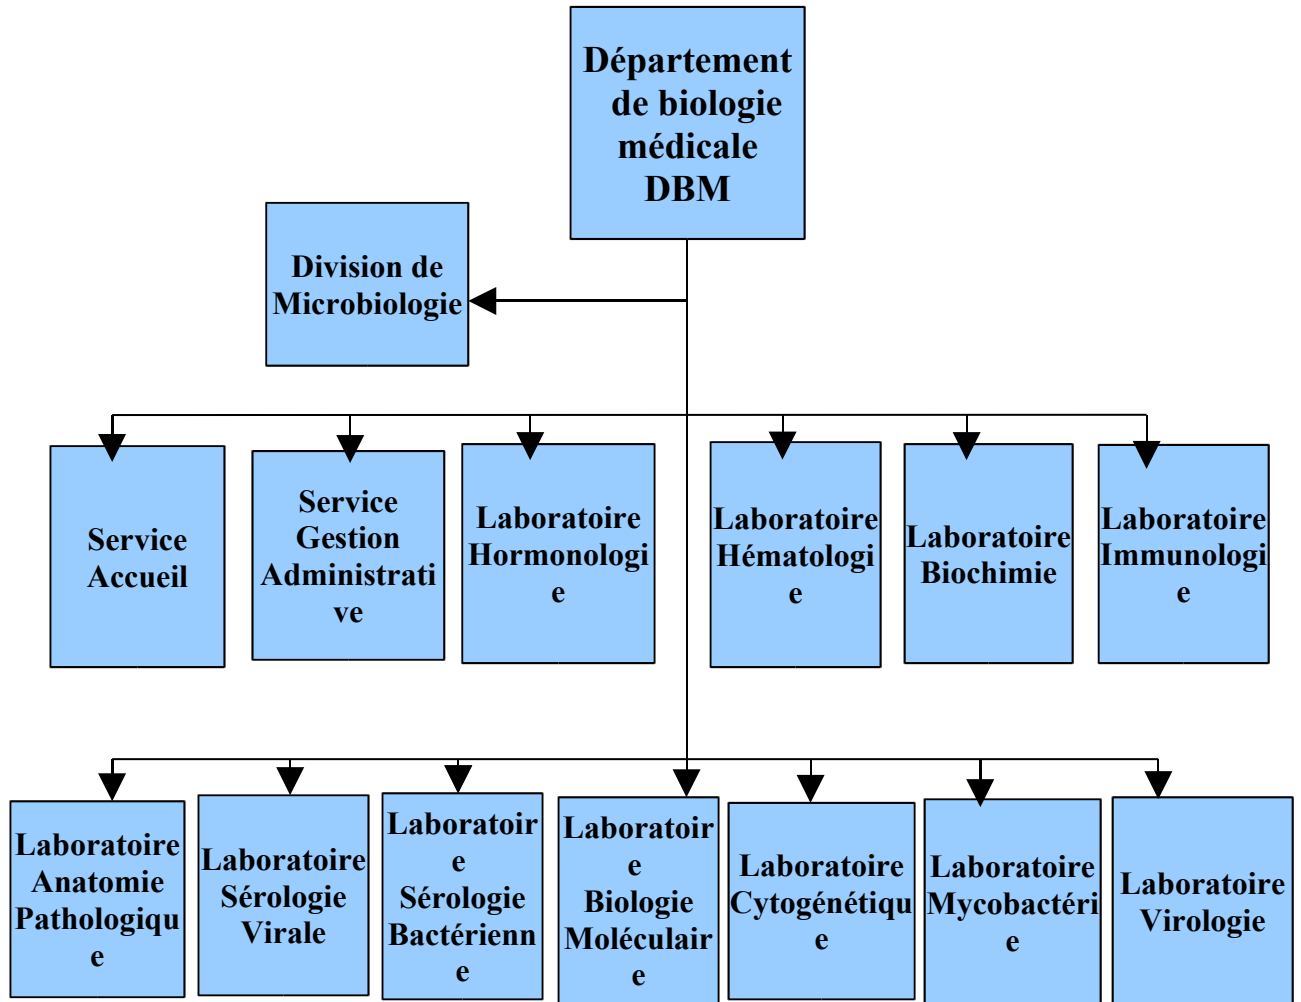 Département
de biologie
médicale
DBM
Division de
Microbiologie
Service
Accueil
Service
Gestion
Administrati
ve
Laboratoire
Hormonologi
e
Laboratoire
Hématologi
e
Laboratoire
Biochimie
Laboratoire
Immunologi
e
Laboratoire
Anatomie
Pathologiqu
e
Laboratoire
Sérologie
Virale
Laboratoir
e
Sérologie
Bactérienn
e
Laboratoir
e
Biologie
Moléculair
e
Laboratoire
Cytogénétiqu
e
Laboratoire
Mycobactéri
e
Laboratoire
Virologie